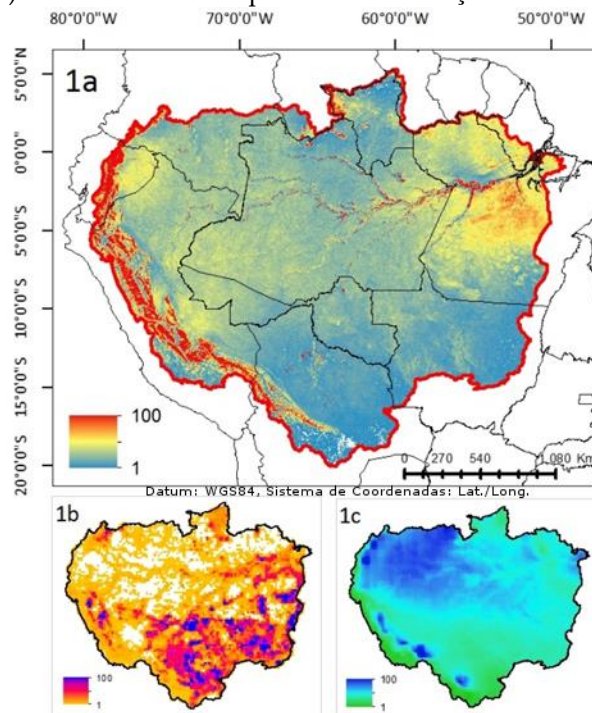 80°0'0"W 70°0'0"W 60°0'0"W 50°0'0"W
1a
5°0'0"N
0°0'0"
5°0'0"S
10°0'0"S
15°0'0"S
20°0'0"S
100
1
0 270 540 1.080 Km
Datum: WGS84, Sistema de Coordenadas: Lat./Long.
1b
100
1
1c
100
1